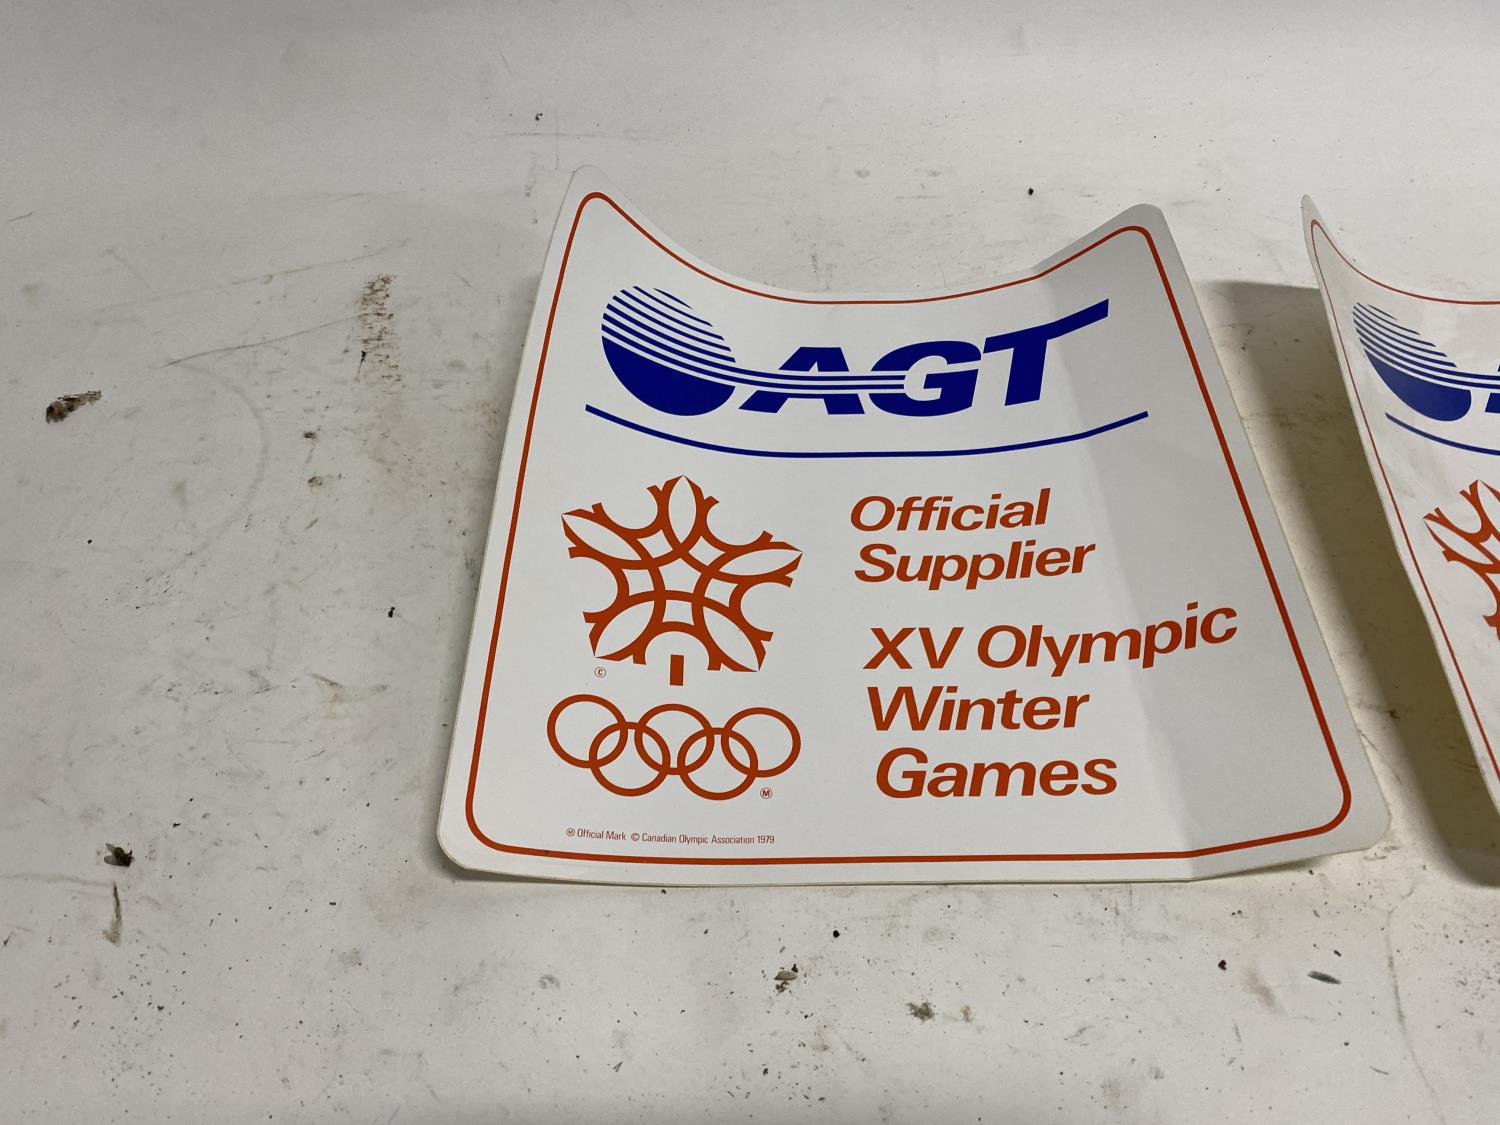 AGT
Official
Supplier
XV Olympic
Winter
Games
©
Ⓜ
Ⓜ Official Mark © Canadian Olympic Association 1979